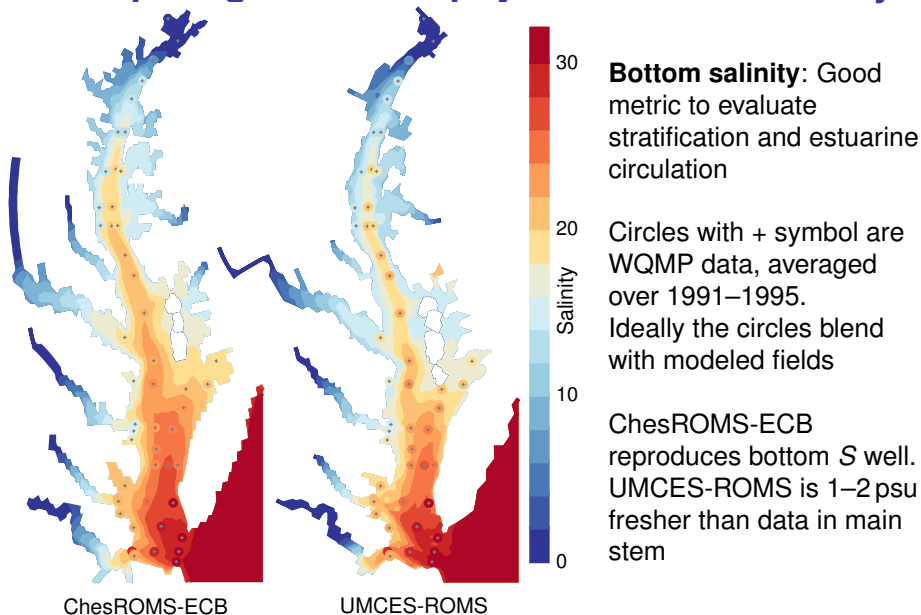 Bottom salinity: Good
metric to evaluate
stratification and estuarine
circulation
Circles with + symbol are
WQMP data, averaged
over 1991–1995.
Ideally the circles blend
with modeled fields
ChesROMS-ECB
reproduces bottom S well.
UMCES-ROMS is 1–2 psu
fresher than data in main
stem
30
20
10
0
Salinity
ChesROMS-ECB
UMCES-ROMS